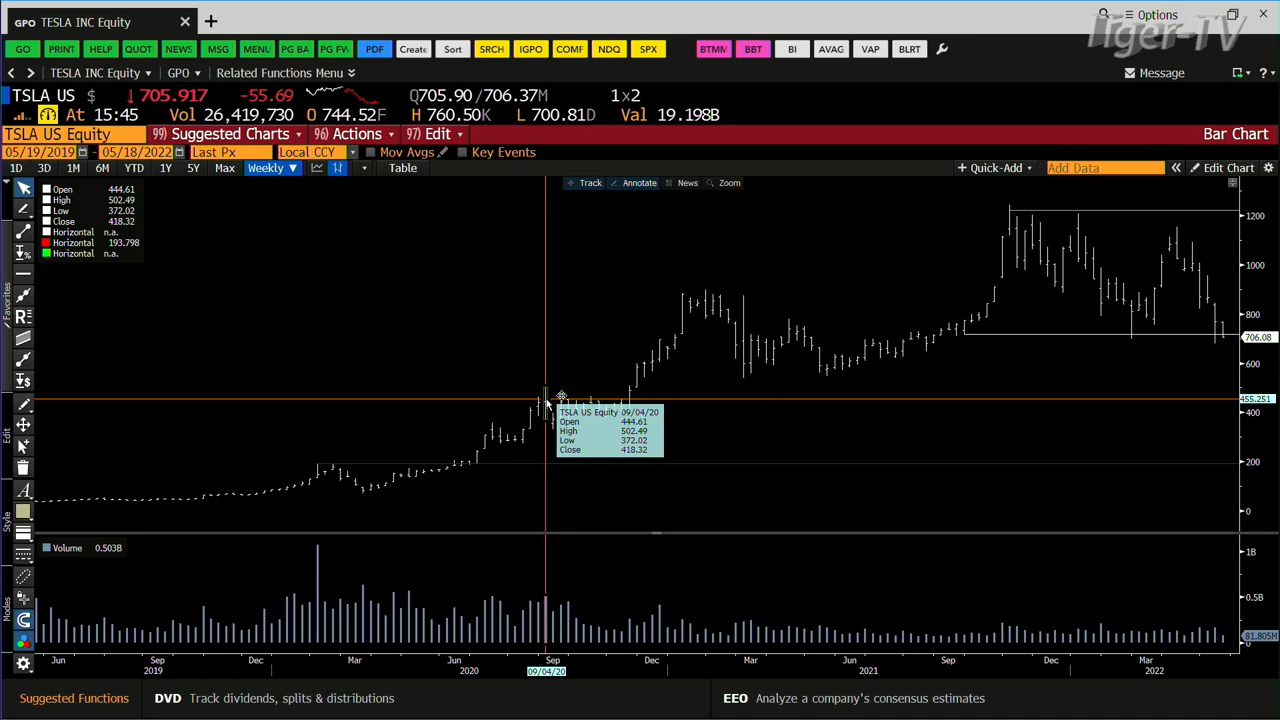 GPO TESLA INC Equity
Options
Tiger-TV
GO PRINT HELP QUOT NEWS MSG MENU PG BA PG FW PDF Create Sort SRCH IGPO COMF NDQ SPX BTMM BBT BI AVAG VAP BLRT
TESLA INC Equity GPO Related Functions Menu Message
TSLA US $ ↓705.917 -55.69 Q705.90/706.37M 1x2
At 15:45 Vol 26,419,730 O 744.52F H 760.50K L 700.81D Val 19.198B
TSLA US Equity 99) Suggested Charts 96) Actions 97) Edit Bar Chart
05/19/2019 - 05/18/2022 Last Px Local CCY Mov Avgs Key Events
1D 3D 1M 6M YTD 1Y 5Y Max Weekly ▼ Table + Quick-Add Add Data Edit Chart
Track Annotate News Zoom
Open 444.61
High 502.49
Low 372.02
Close 418.32
Horizontal n.a.
Horizontal 193.798
Horizontal n.a.
Favorites
Edit
Style
Modes
1200
1000
800
706.08
600
455.251
400
200
0
TSLA Equity 09/04/20
Open 444.61
High 502.49
Low 372.02
Close 418.32
Volume 0.503B
1B
0.5B
81.805M
0
Jun Sep Dec Mar Jun Sep Dec Mar Jun Sep Dec Mar
2019 2020 09/04/20 2021 2022
Suggested Functions DVD Track dividends, splits & distributions EEO Analyze a company's consensus estimates